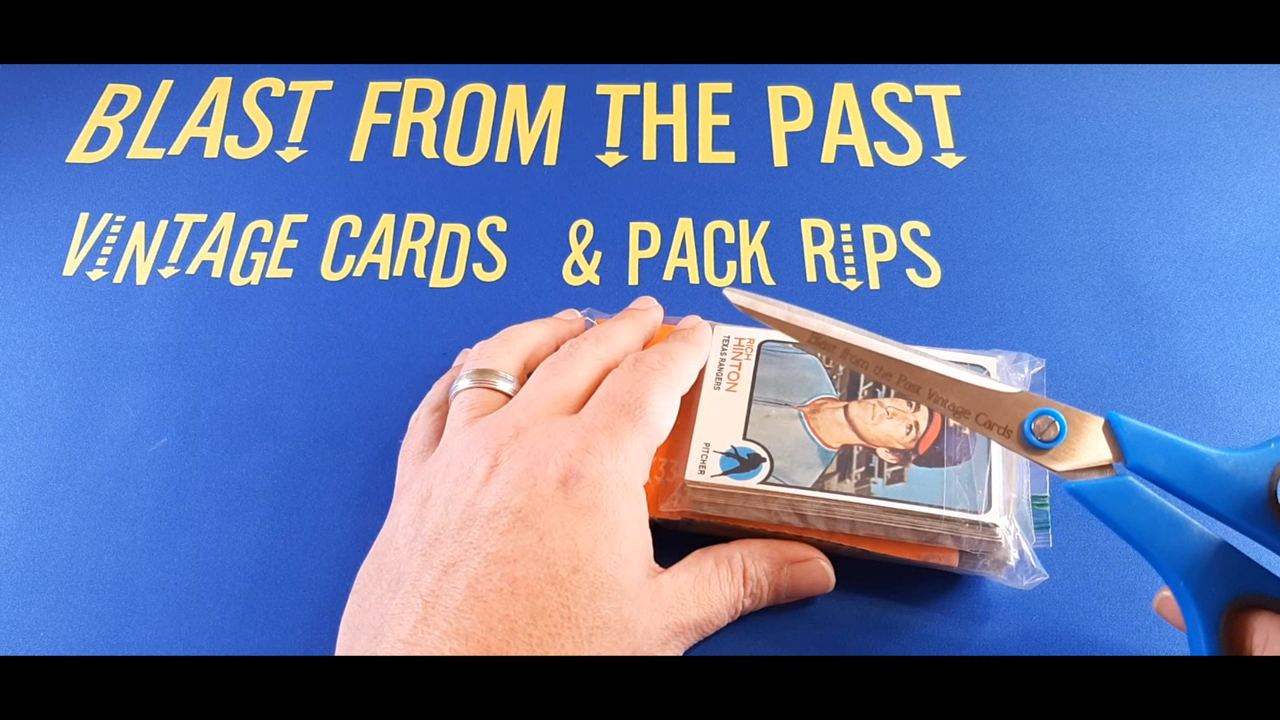 BLAST FROM THE PAST
VINTAGE CARDS & PACK RIPS
RICH
HINTON
TEXAS RANGERS
PITCHER
Blast from the Past Vintage Cards
33